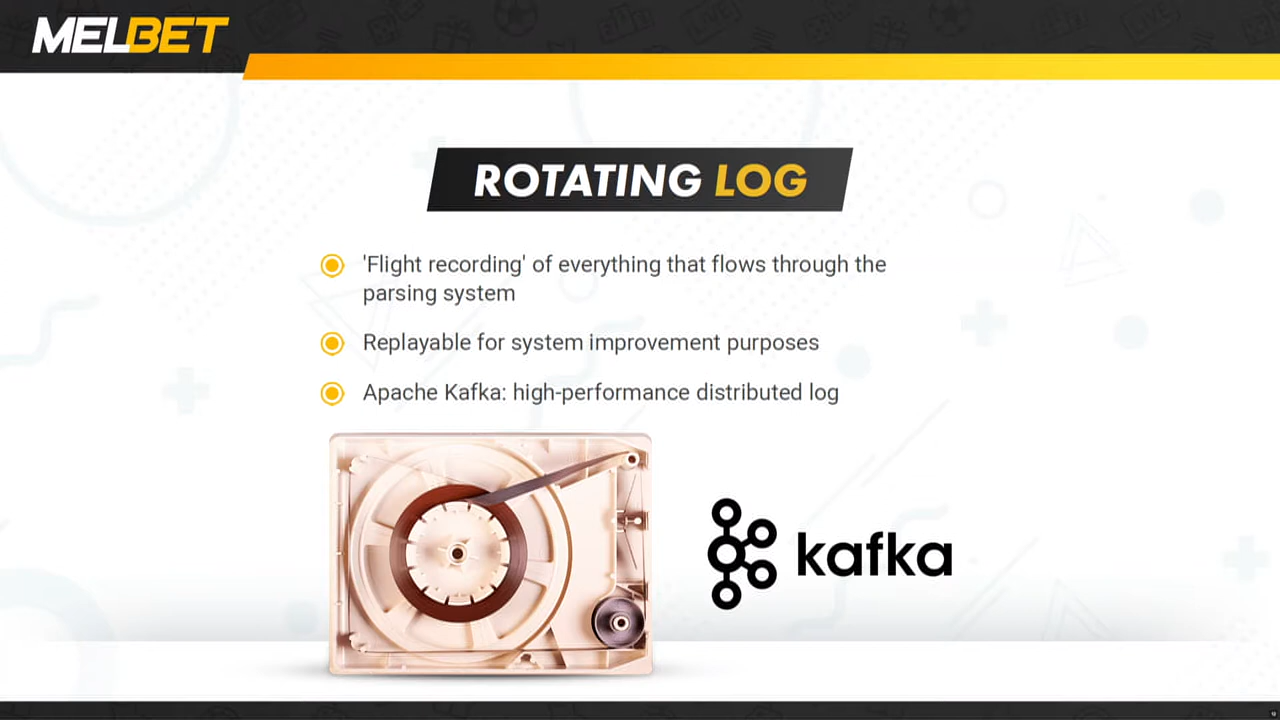 MELBET
ROTATING LOG
'Flight recording' of everything that flows through the
parsing system
Replayable for system improvement purposes
Apache Kafka: high-performance distributed log
kafka